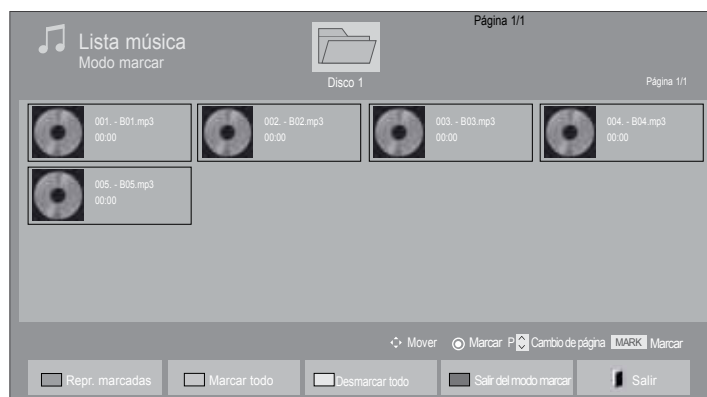 Página 1/1
Lista música
Modo marcar
Disco 1
Página 1/1
001. - B01.mp3
00:00
002. - B02.mp3
00:00
003. - B03.mp3
00:00
004. - B04.mp3
00:00
005. - B05.mp3
00:00
Mover Marcar P Cambio de página MARK Marcar
Repr. marcadas Marcar todo Desmarcar todo Salir del modo marcar Salir